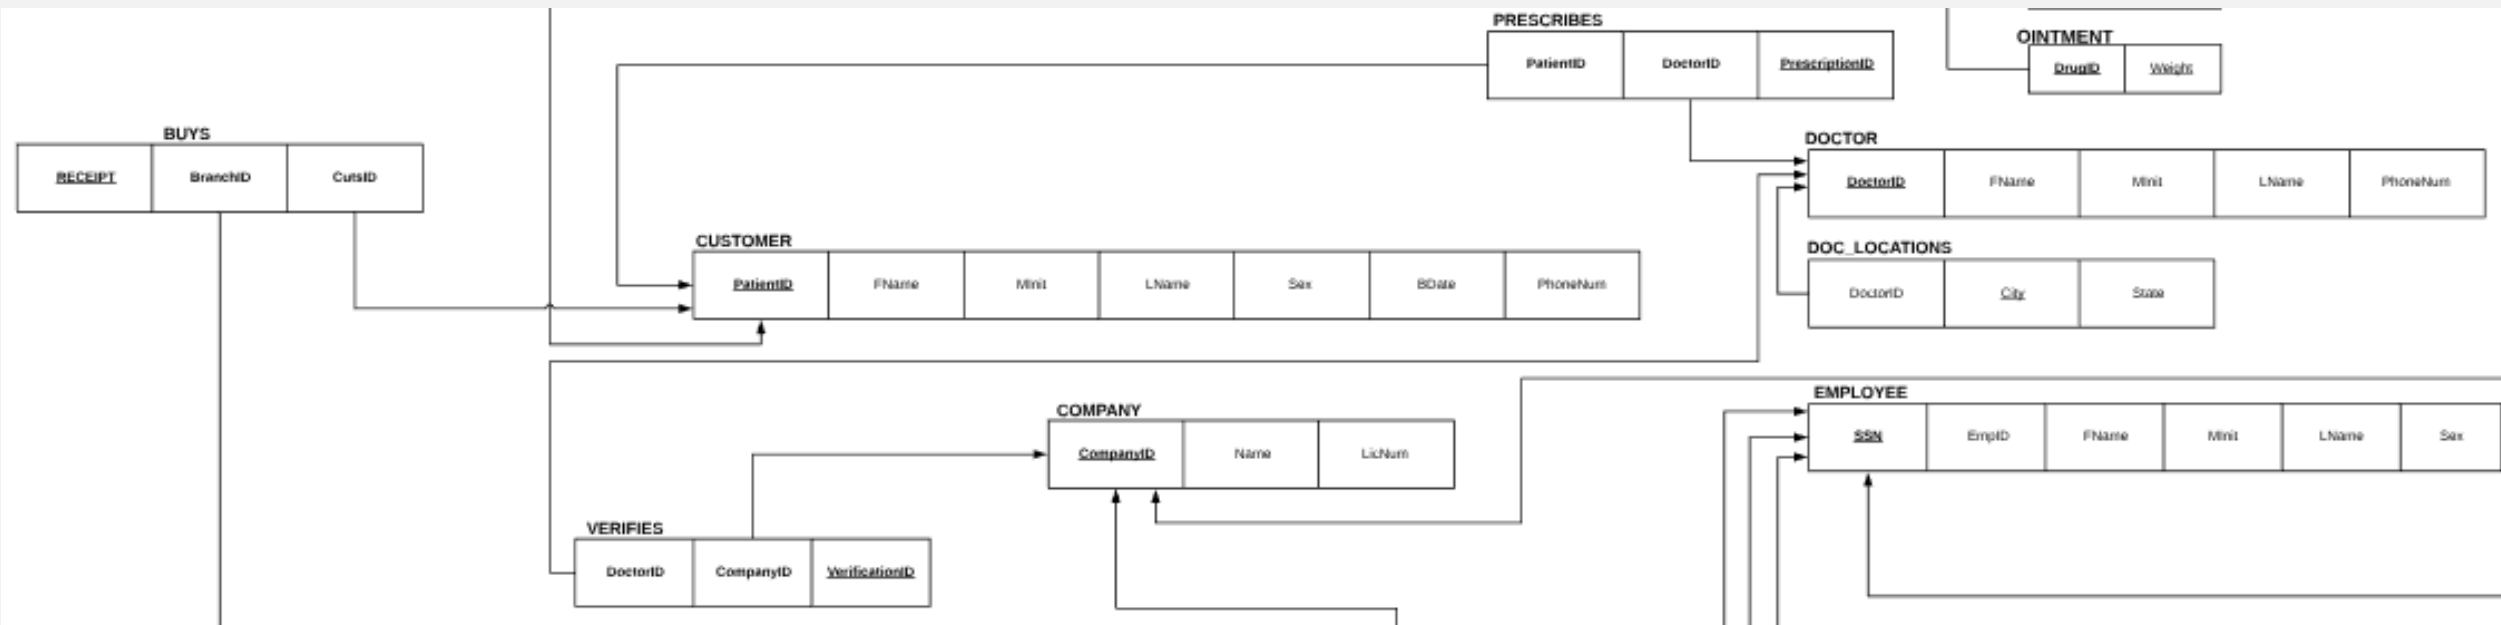 PRESCRIBES
PatientID DoctorID PrescriptionID
OINTMENT
DrugID Weight
BUYS
RECEIPT BranchID CutsID
DOCTOR
DoctorID FName MInit LName PhoneNum
CUSTOMER
PatientID FName MInit LName Sex BDate PhoneNum
DOC_LOCATIONS
DoctorID City State
COMPANY
CompanyID Name LicNum
EMPLOYEE
SSN EmpID FName MInit LName Sex
VERIFIES
DoctorID CompanyID VerificationID